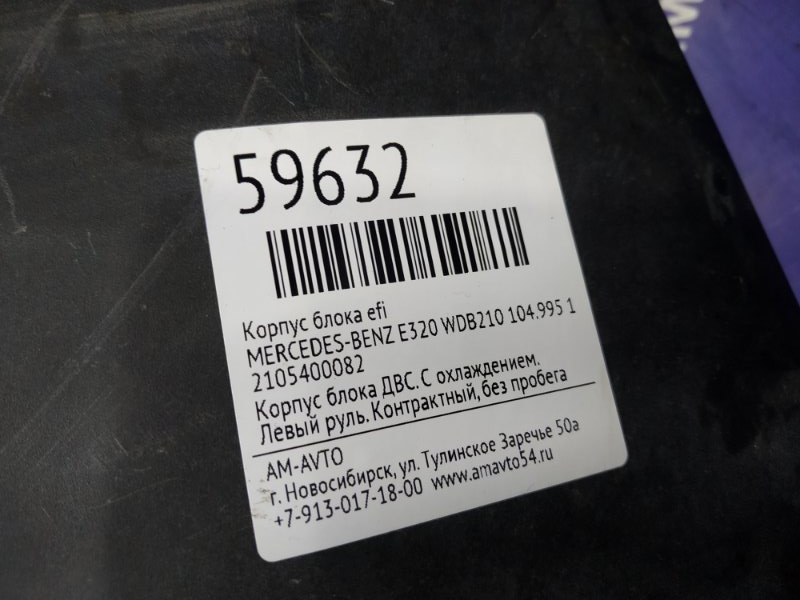 59632
Корпус блока efi
MERCEDES-BENZ E320 WDB210 104.995 1
2105400082
Корпус блока ДВС. С охлаждением.
Левый руль. Контрактный, без пробега
AM-AVTO
г. Новосибирск, ул. Тулинское Заречье 50а
+7-913-017-18-00 www.amavto54.ru